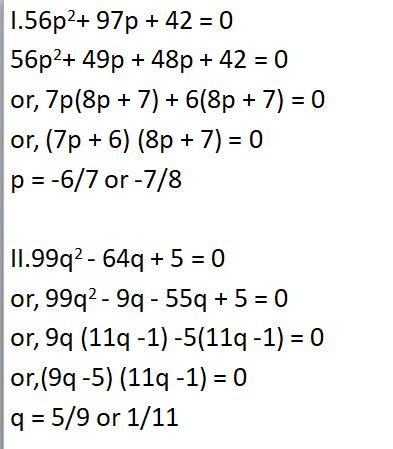 I.56p²+ 97p + 42 = 0
56p²+ 49p + 48p + 42 = 0
or, 7p(8p + 7) + 6(8p + 7) = 0
or, (7p + 6) (8p + 7) = 0
p = -6/7 or -7/8
II.99q² - 64q + 5 = 0
or, 99q² - 9q - 55q + 5 = 0
or, 9q (11q -1) -5(11q -1) = 0
or,(9q -5) (11q -1) = 0
q = 5/9 or 1/11